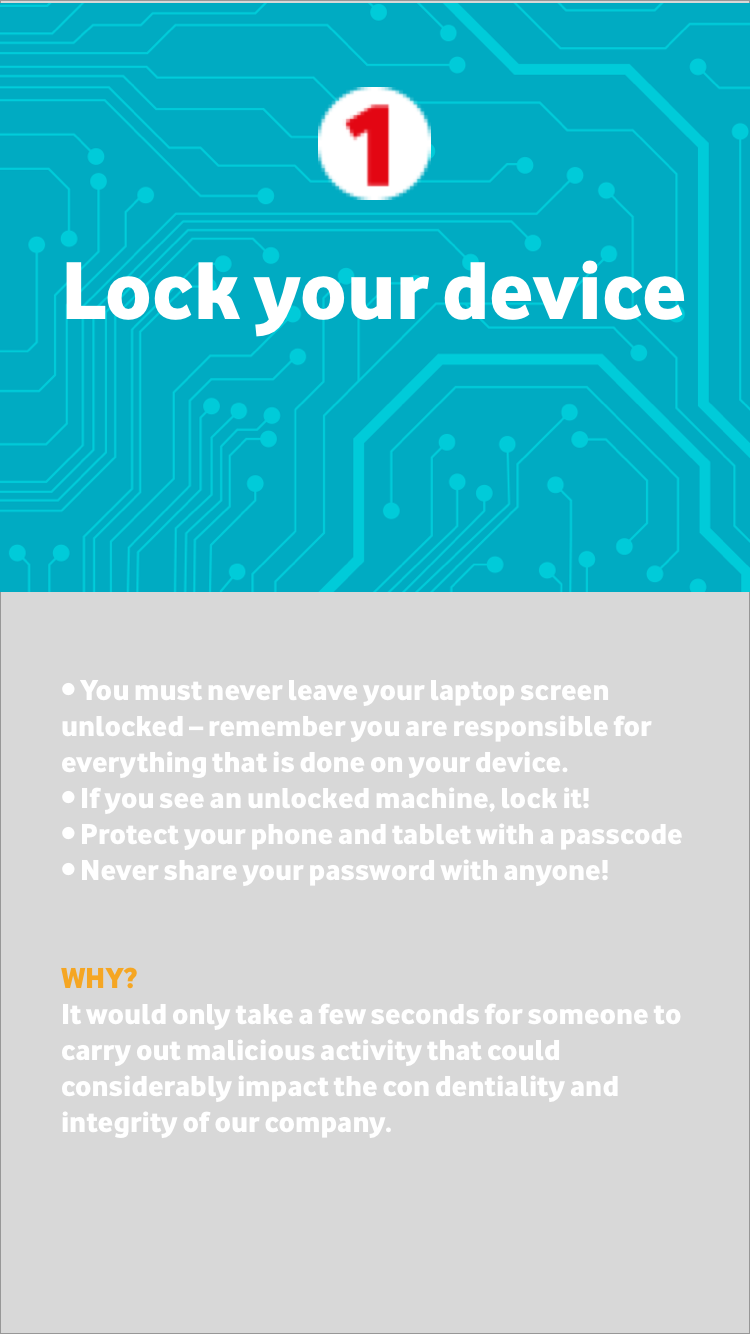 1
Lock your device
• You must never leave your laptop screen
unlocked – remember you are responsible for
everything that is done on your device.
• If you see an unlocked machine, lock it!
• Protect your phone and tablet with a passcode
• Never share your password with anyone!
WHY?
It would only take a few seconds for someone to
carry out malicious activity that could
considerably impact the con dentiality and
integrity of our company.